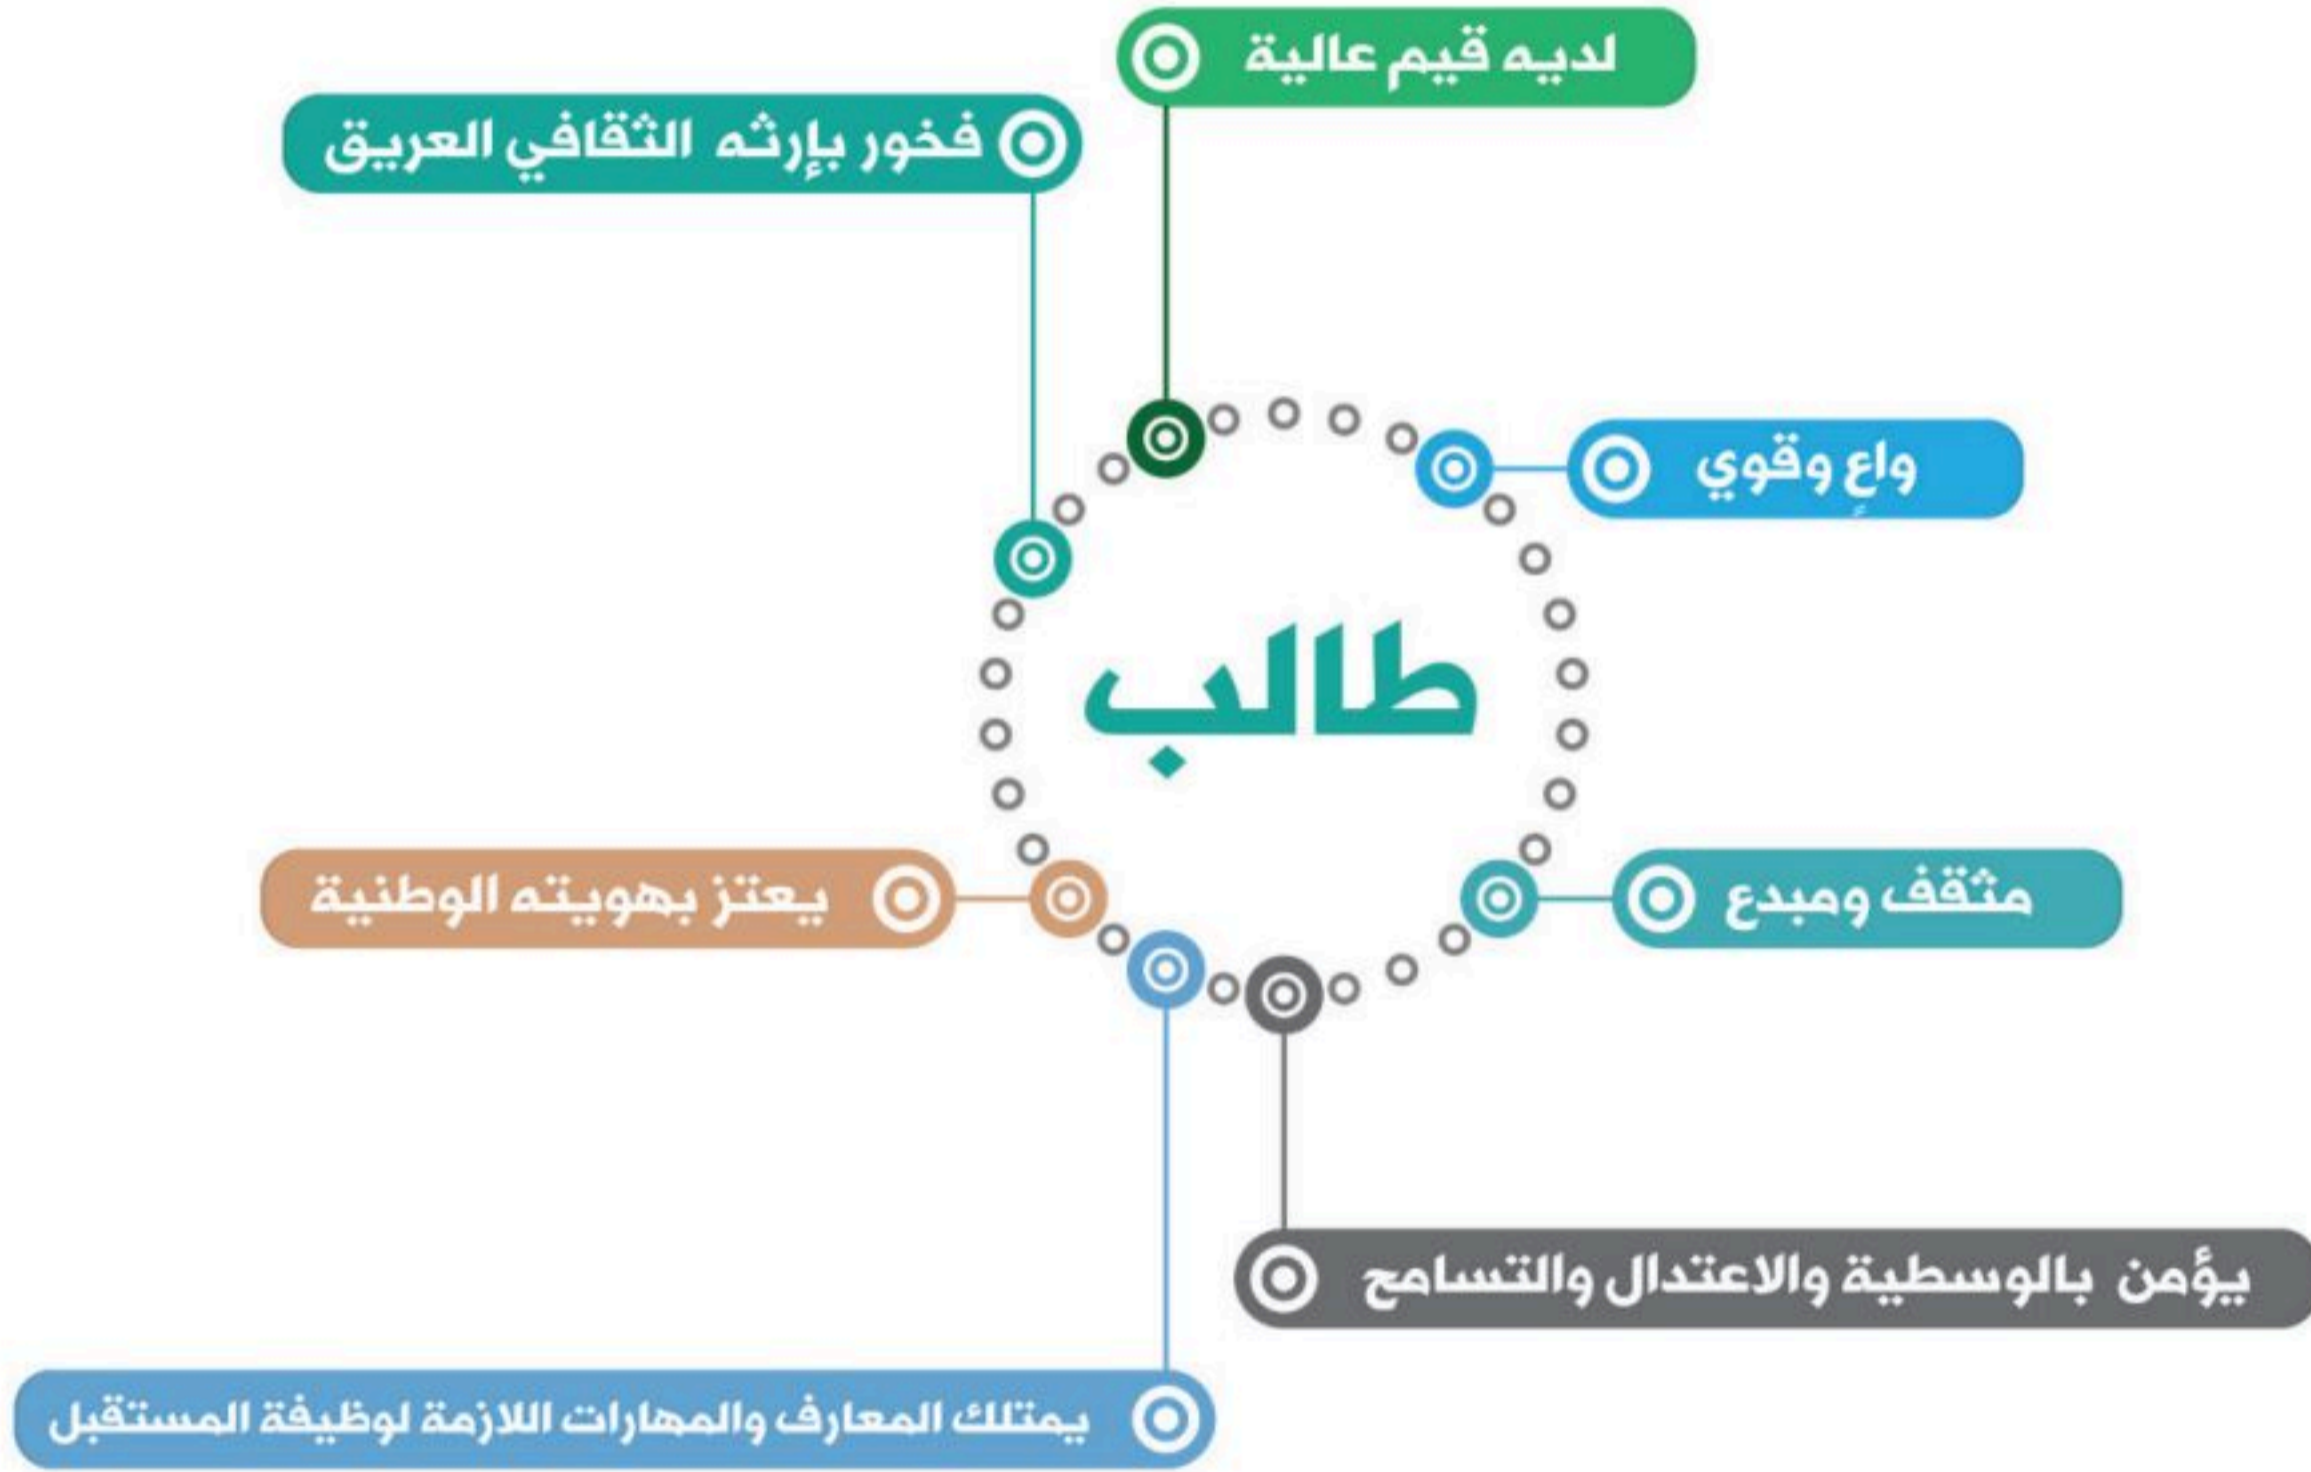 لديه قيم عالية
فخور بإرثه الثقافي العريق
واعٍ وقوي
طالب
يعتز بهويته الوطنية
مثقف ومبدع
يؤمن بالوسطية والاعتدال والتسامح
يمتلك المعارف والمهارات اللازمة لوظيفة المستقبل